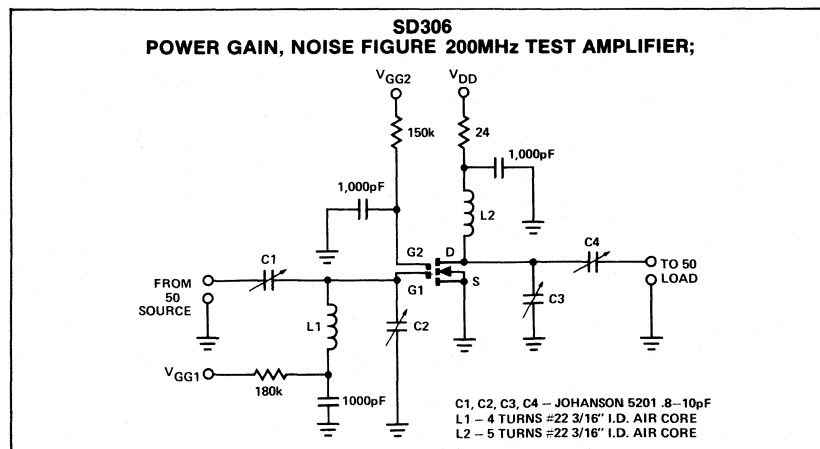 SD306
POWER GAIN, NOISE FIGURE 200MHz TEST AMPLIFIER;
VGG2
VDD
150k
24
1,000pF
1,000pF
L2
G2
D
C4
C1
TO 50
LOAD
FROM
50
SOURCE
G1
S
C3
L1
C2
VGG1
180k
1000pF
C1, C2, C3, C4 – JOHANSON 5201 .8–10pF
L1 – 4 TURNS #22 3/16" I.D. AIR CORE
L2 – 5 TURNS #22 3/16" I.D. AIR CORE